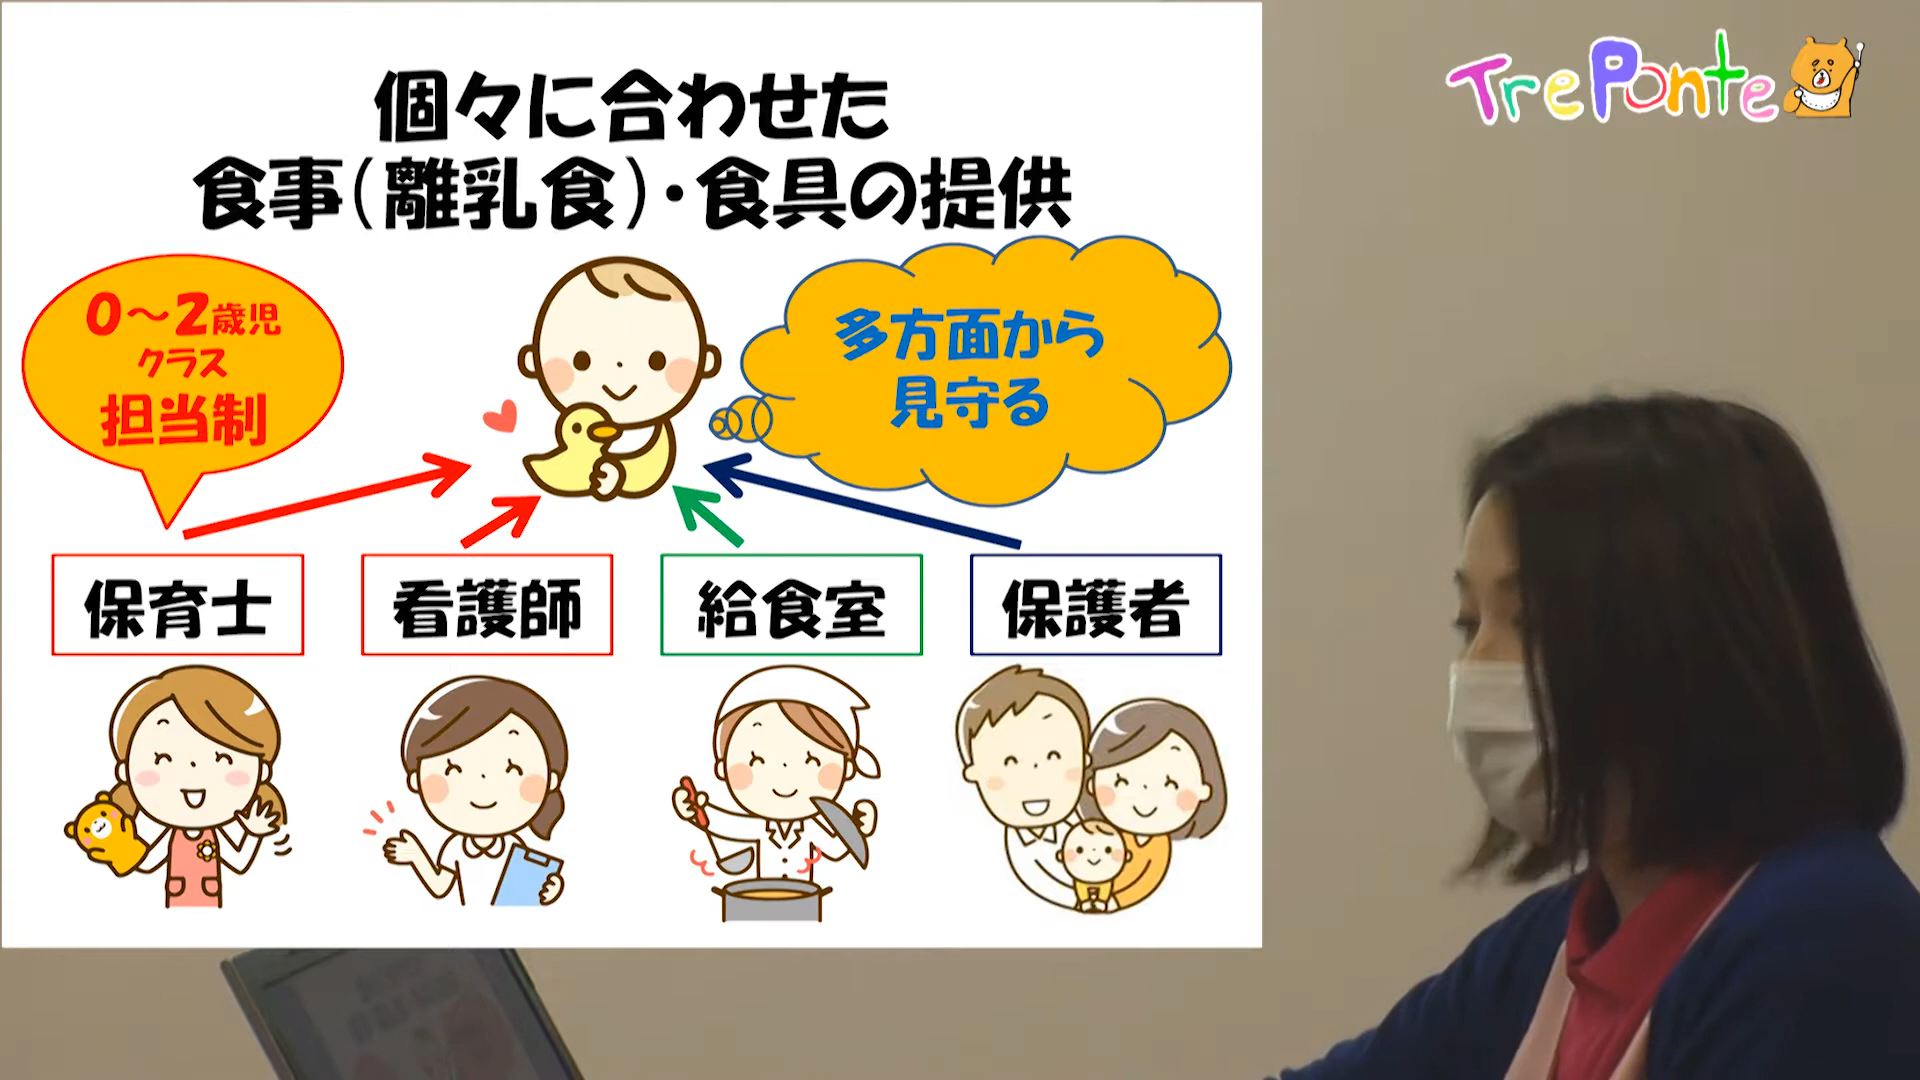 個々に合わせた
食事(離乳食)・食具の提供
0～2歳児
クラス
担当制
多方面から
見守る
保育士
看護師
給食室
保護者
TrePonte